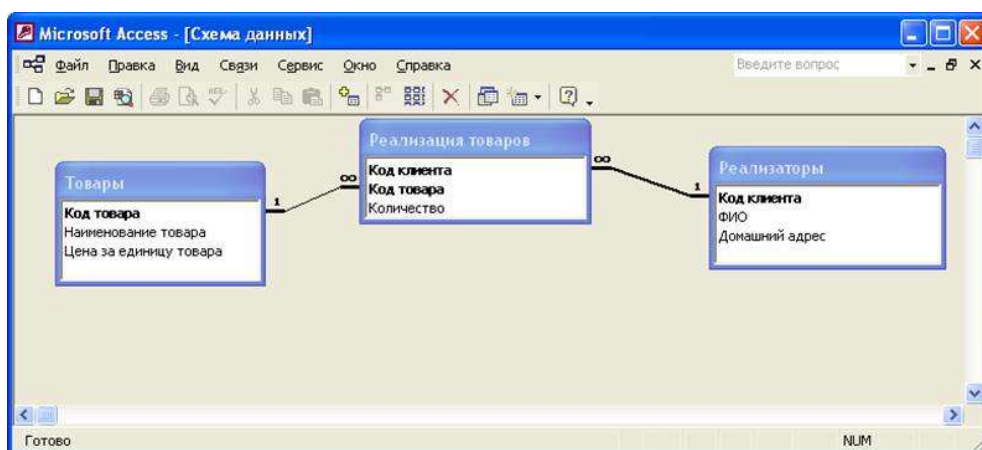 Microsoft Access - [Схема данных]
Файл Правка Вид Связи Сервис Окно Справка Введите вопрос
Товары
Код товара
Наименование товара
Цена за единицу товара
1
∞
Реализация товаров
Код клиента
Код товара
Количество
∞
1
Реализаторы
Код клиента
ФИО
Домашний адрес
Готово NUM